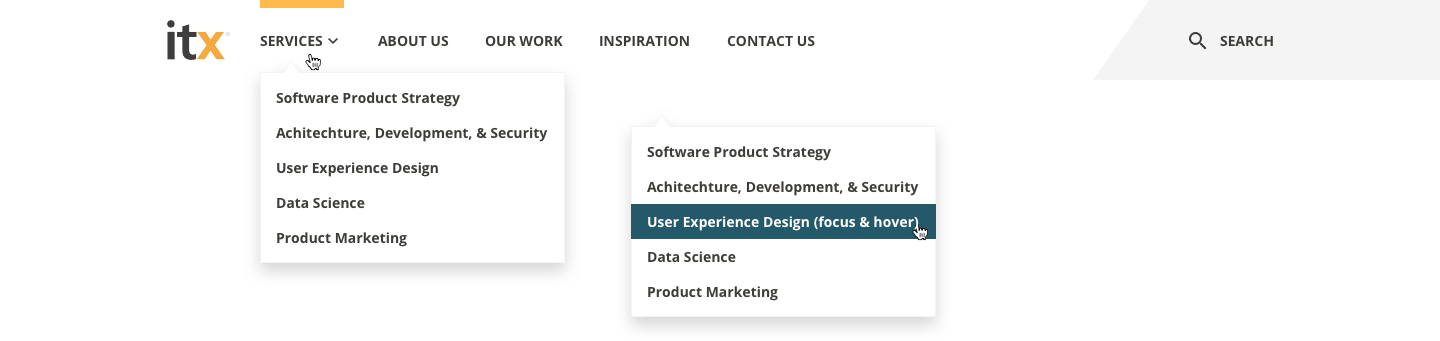 itx
SERVICES
ABOUT US
OUR WORK
INSPIRATION
CONTACT US
SEARCH
Software Product Strategy
Achitechture, Development, & Security
User Experience Design
Data Science
Product Marketing
Software Product Strategy
Achitechture, Development, & Security
User Experience Design (focus & hover)
Data Science
Product Marketing